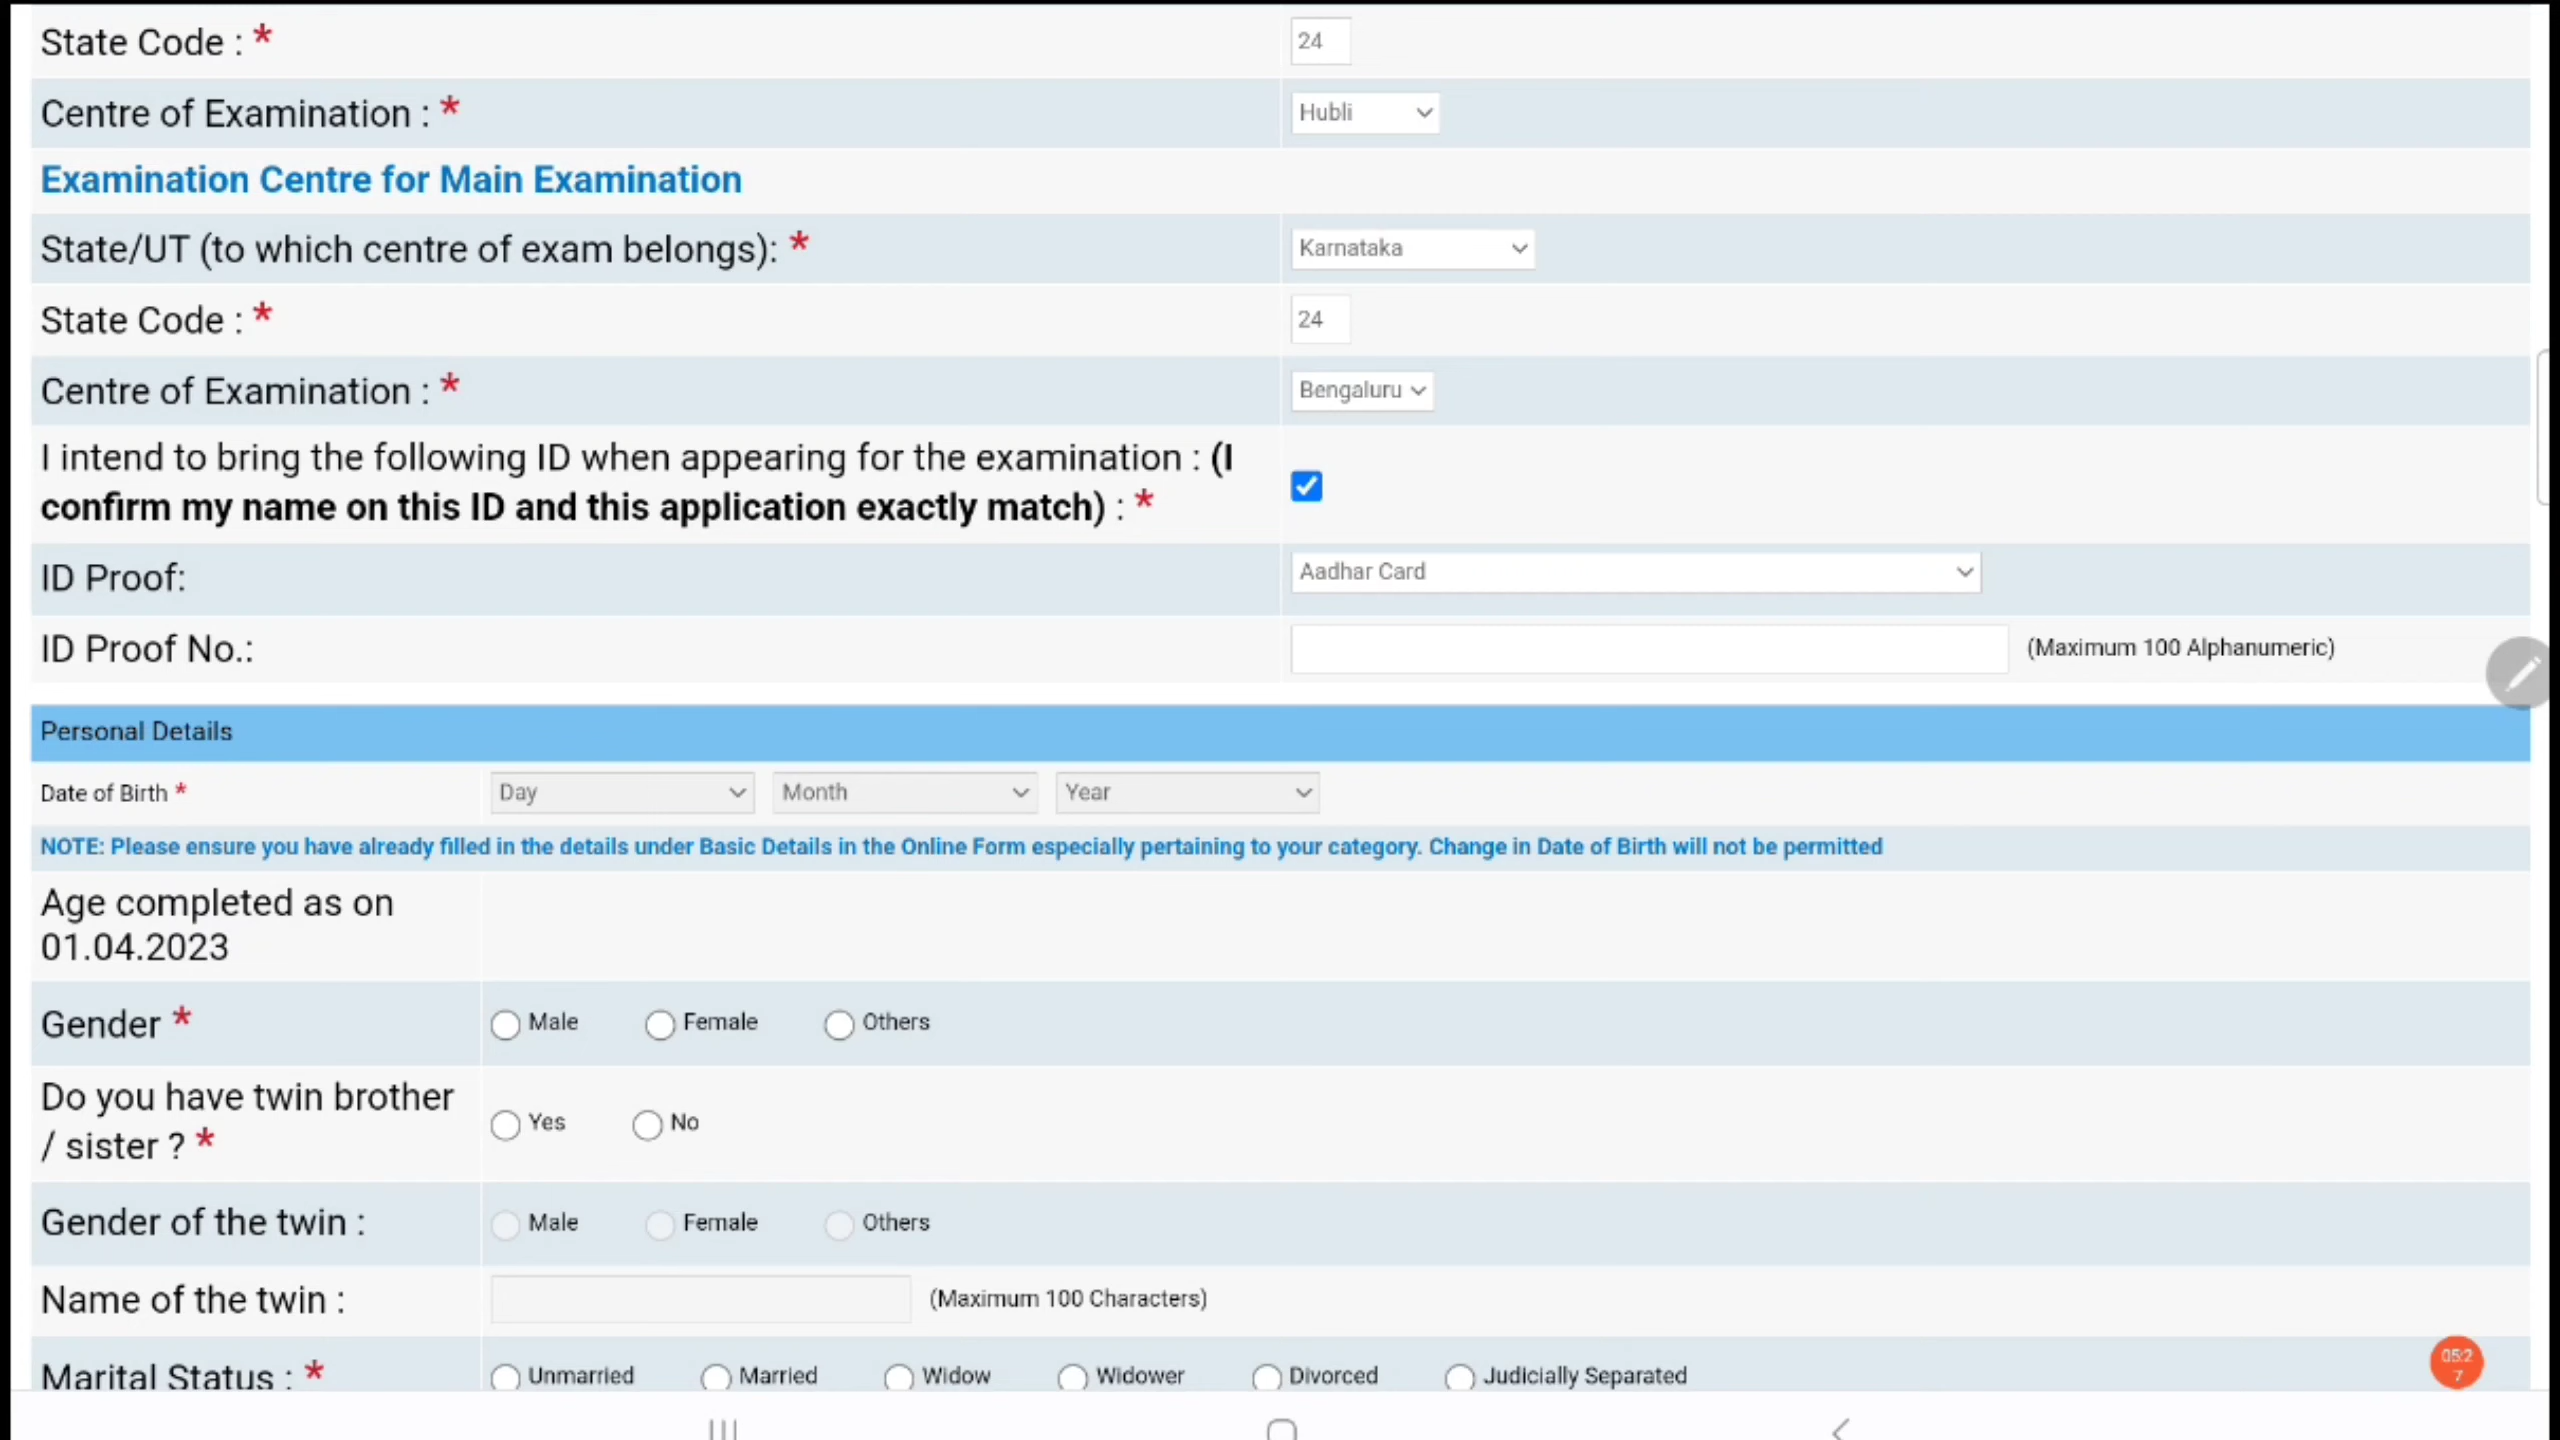 State Code : *
24
Centre of Examination : *
Hubli
Examination Centre for Main Examination
State/UT (to which centre of exam belongs): *
Karnataka
State Code : *
24
Centre of Examination : *
Bengaluru
I intend to bring the following ID when appearing for the examination : (I
confirm my name on this ID and this application exactly match) : *
ID Proof:
Aadhar Card
ID Proof No.:
(Maximum 100 Alphanumeric)
Personal Details
Date of Birth *
Day Month Year
NOTE: Please ensure you have already filled in the details under Basic Details in the Online Form especially pertaining to your category. Change in Date of Birth will not be permitted
Age completed as on
01.04.2023
Gender *
Male Female Others
Do you have twin brother
/ sister ? *
Yes No
Gender of the twin :
Male Female Others
Name of the twin :
(Maximum 100 Characters)
Marital Status : *
Unmarried Married Widow Widower Divorced Judicially Separated
05:2
7